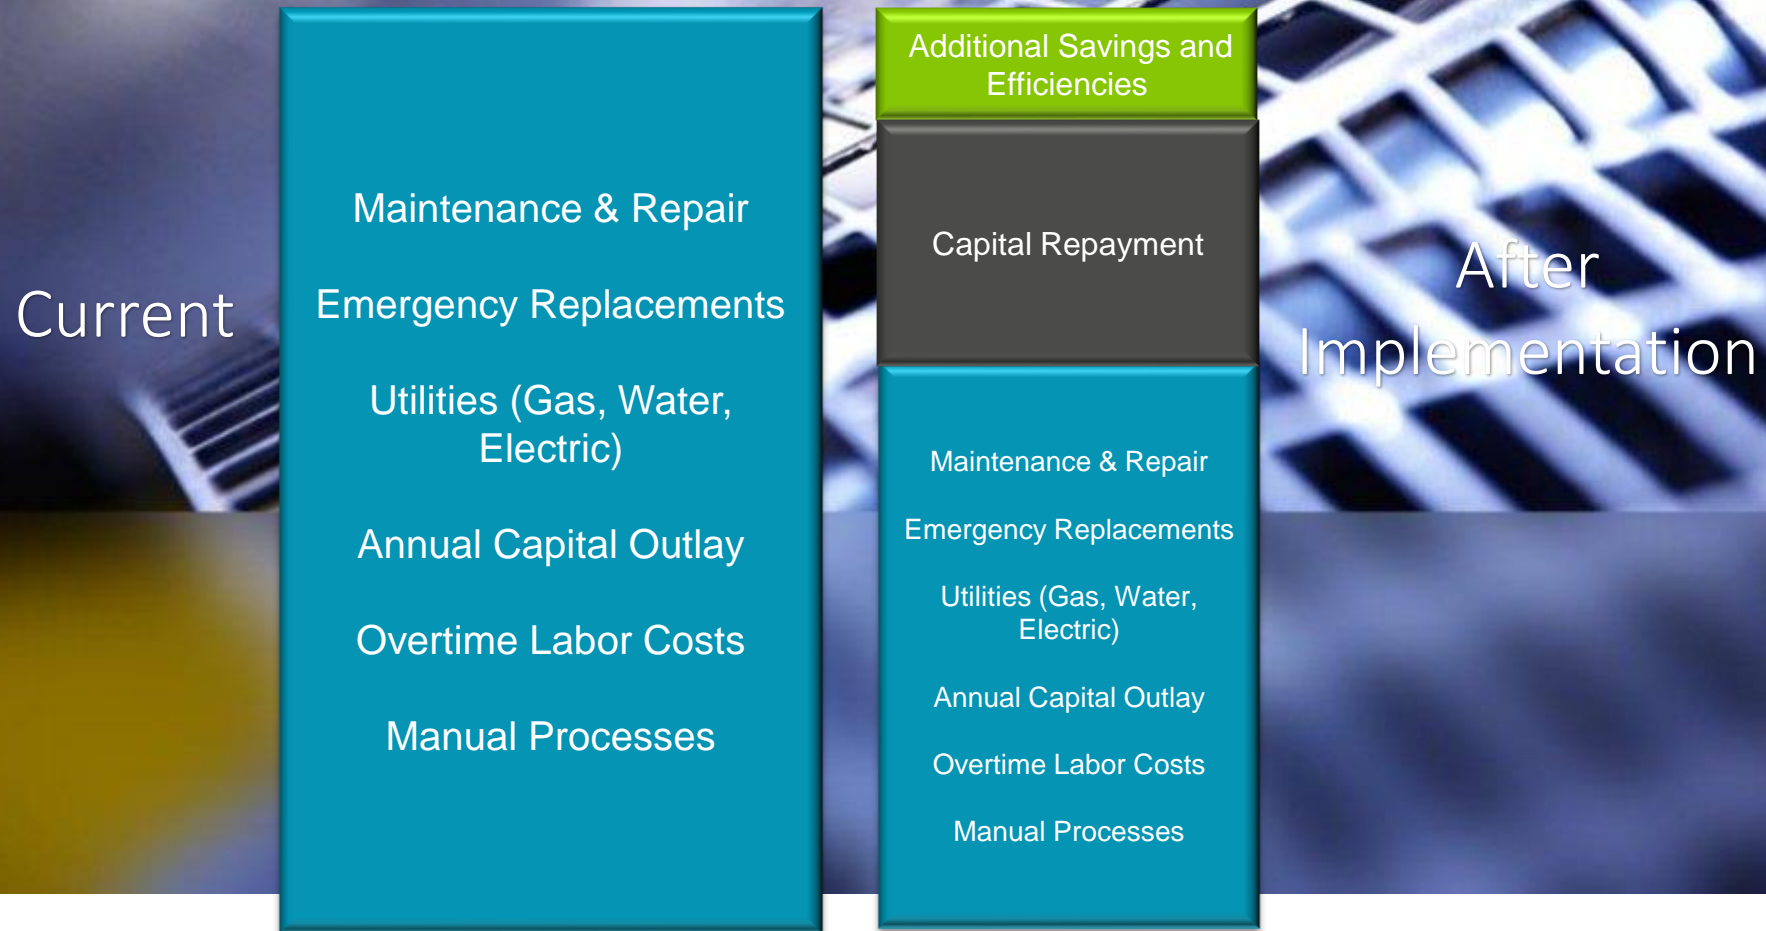 Current
Maintenance & Repair
Emergency Replacements
Utilities (Gas, Water,
Electric)
Annual Capital Outlay
Overtime Labor Costs
Manual Processes
Additional Savings and
Efficiencies
Capital Repayment
Maintenance & Repair
Emergency Replacements
Utilities (Gas, Water,
Electric)
Annual Capital Outlay
Overtime Labor Costs
Manual Processes
After
Implementation